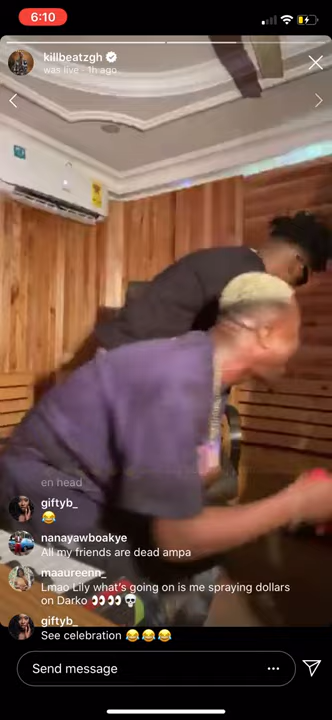 6:10
killbeatzgh
was live · 1h ago
en head
giftyb_
😂
nanayawboakye
All my friends are dead ampa
maaureenn_
Lmao Lily what's going on is me spraying dollars
on Darko 👀👀💀
giftyb_
See celebration 😂😂😂
Send message